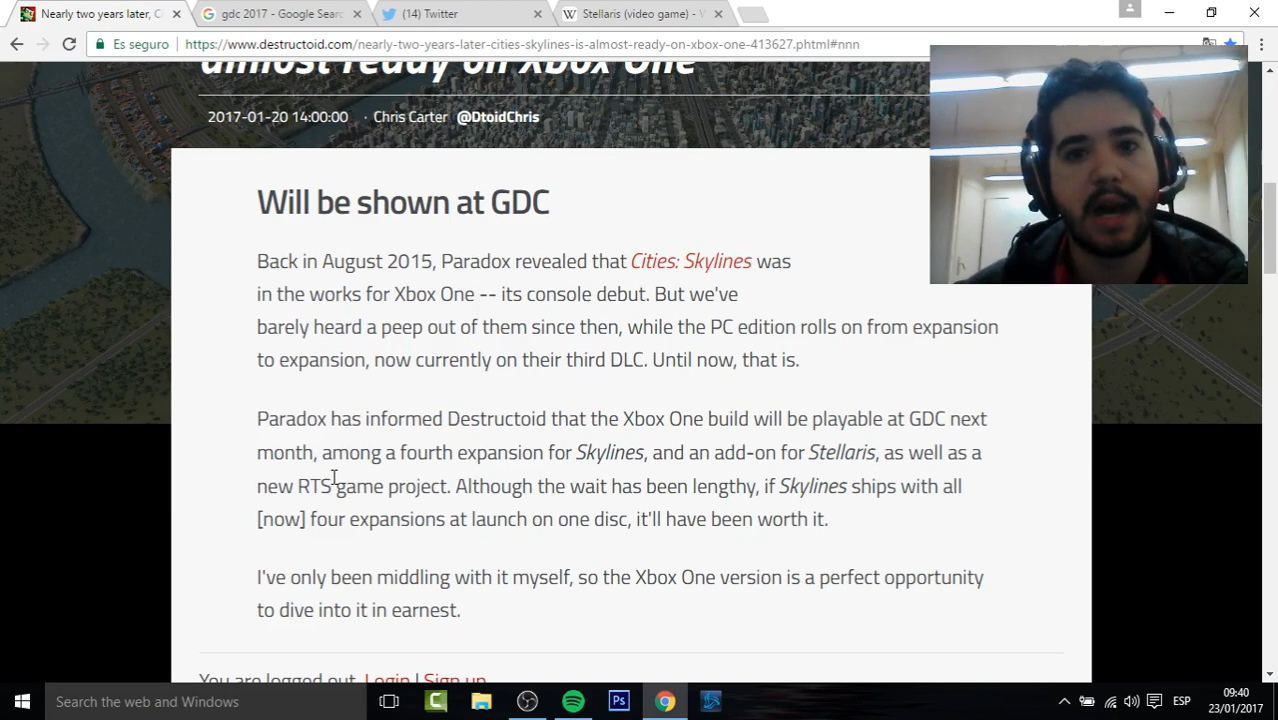 Nearly two years later, C
gdc 2017 - Google Searc
(14) Twitter
Stellaris (video game) - W
Es seguro
https://www.destructoid.com/nearly-two-years-later-cities-skylines-is-almost-ready-on-xbox-one-413627.phtml#nnn
almost ready on Xbox One
2017-01-20 14:00:00 · Chris Carter @DtoidChris
Will be shown at GDC
Back in August 2015, Paradox revealed that Cities: Skylines was
in the works for Xbox One -- its console debut. But we've
barely heard a peep out of them since then, while the PC edition rolls on from expansion
to expansion, now currently on their third DLC. Until now, that is.
Paradox has informed Destructoid that the Xbox One build will be playable at GDC next
month, among a fourth expansion for Skylines, and an add-on for Stellaris, as well as a
new RTS game project. Although the wait has been lengthy, if Skylines ships with all
[now] four expansions at launch on one disc, it'll have been worth it.
I've only been middling with it myself, so the Xbox One version is a perfect opportunity
to dive into it in earnest.
You are logged out. Login | Sign up
Search the web and Windows
Ps
ESP
09:40
23/01/2017